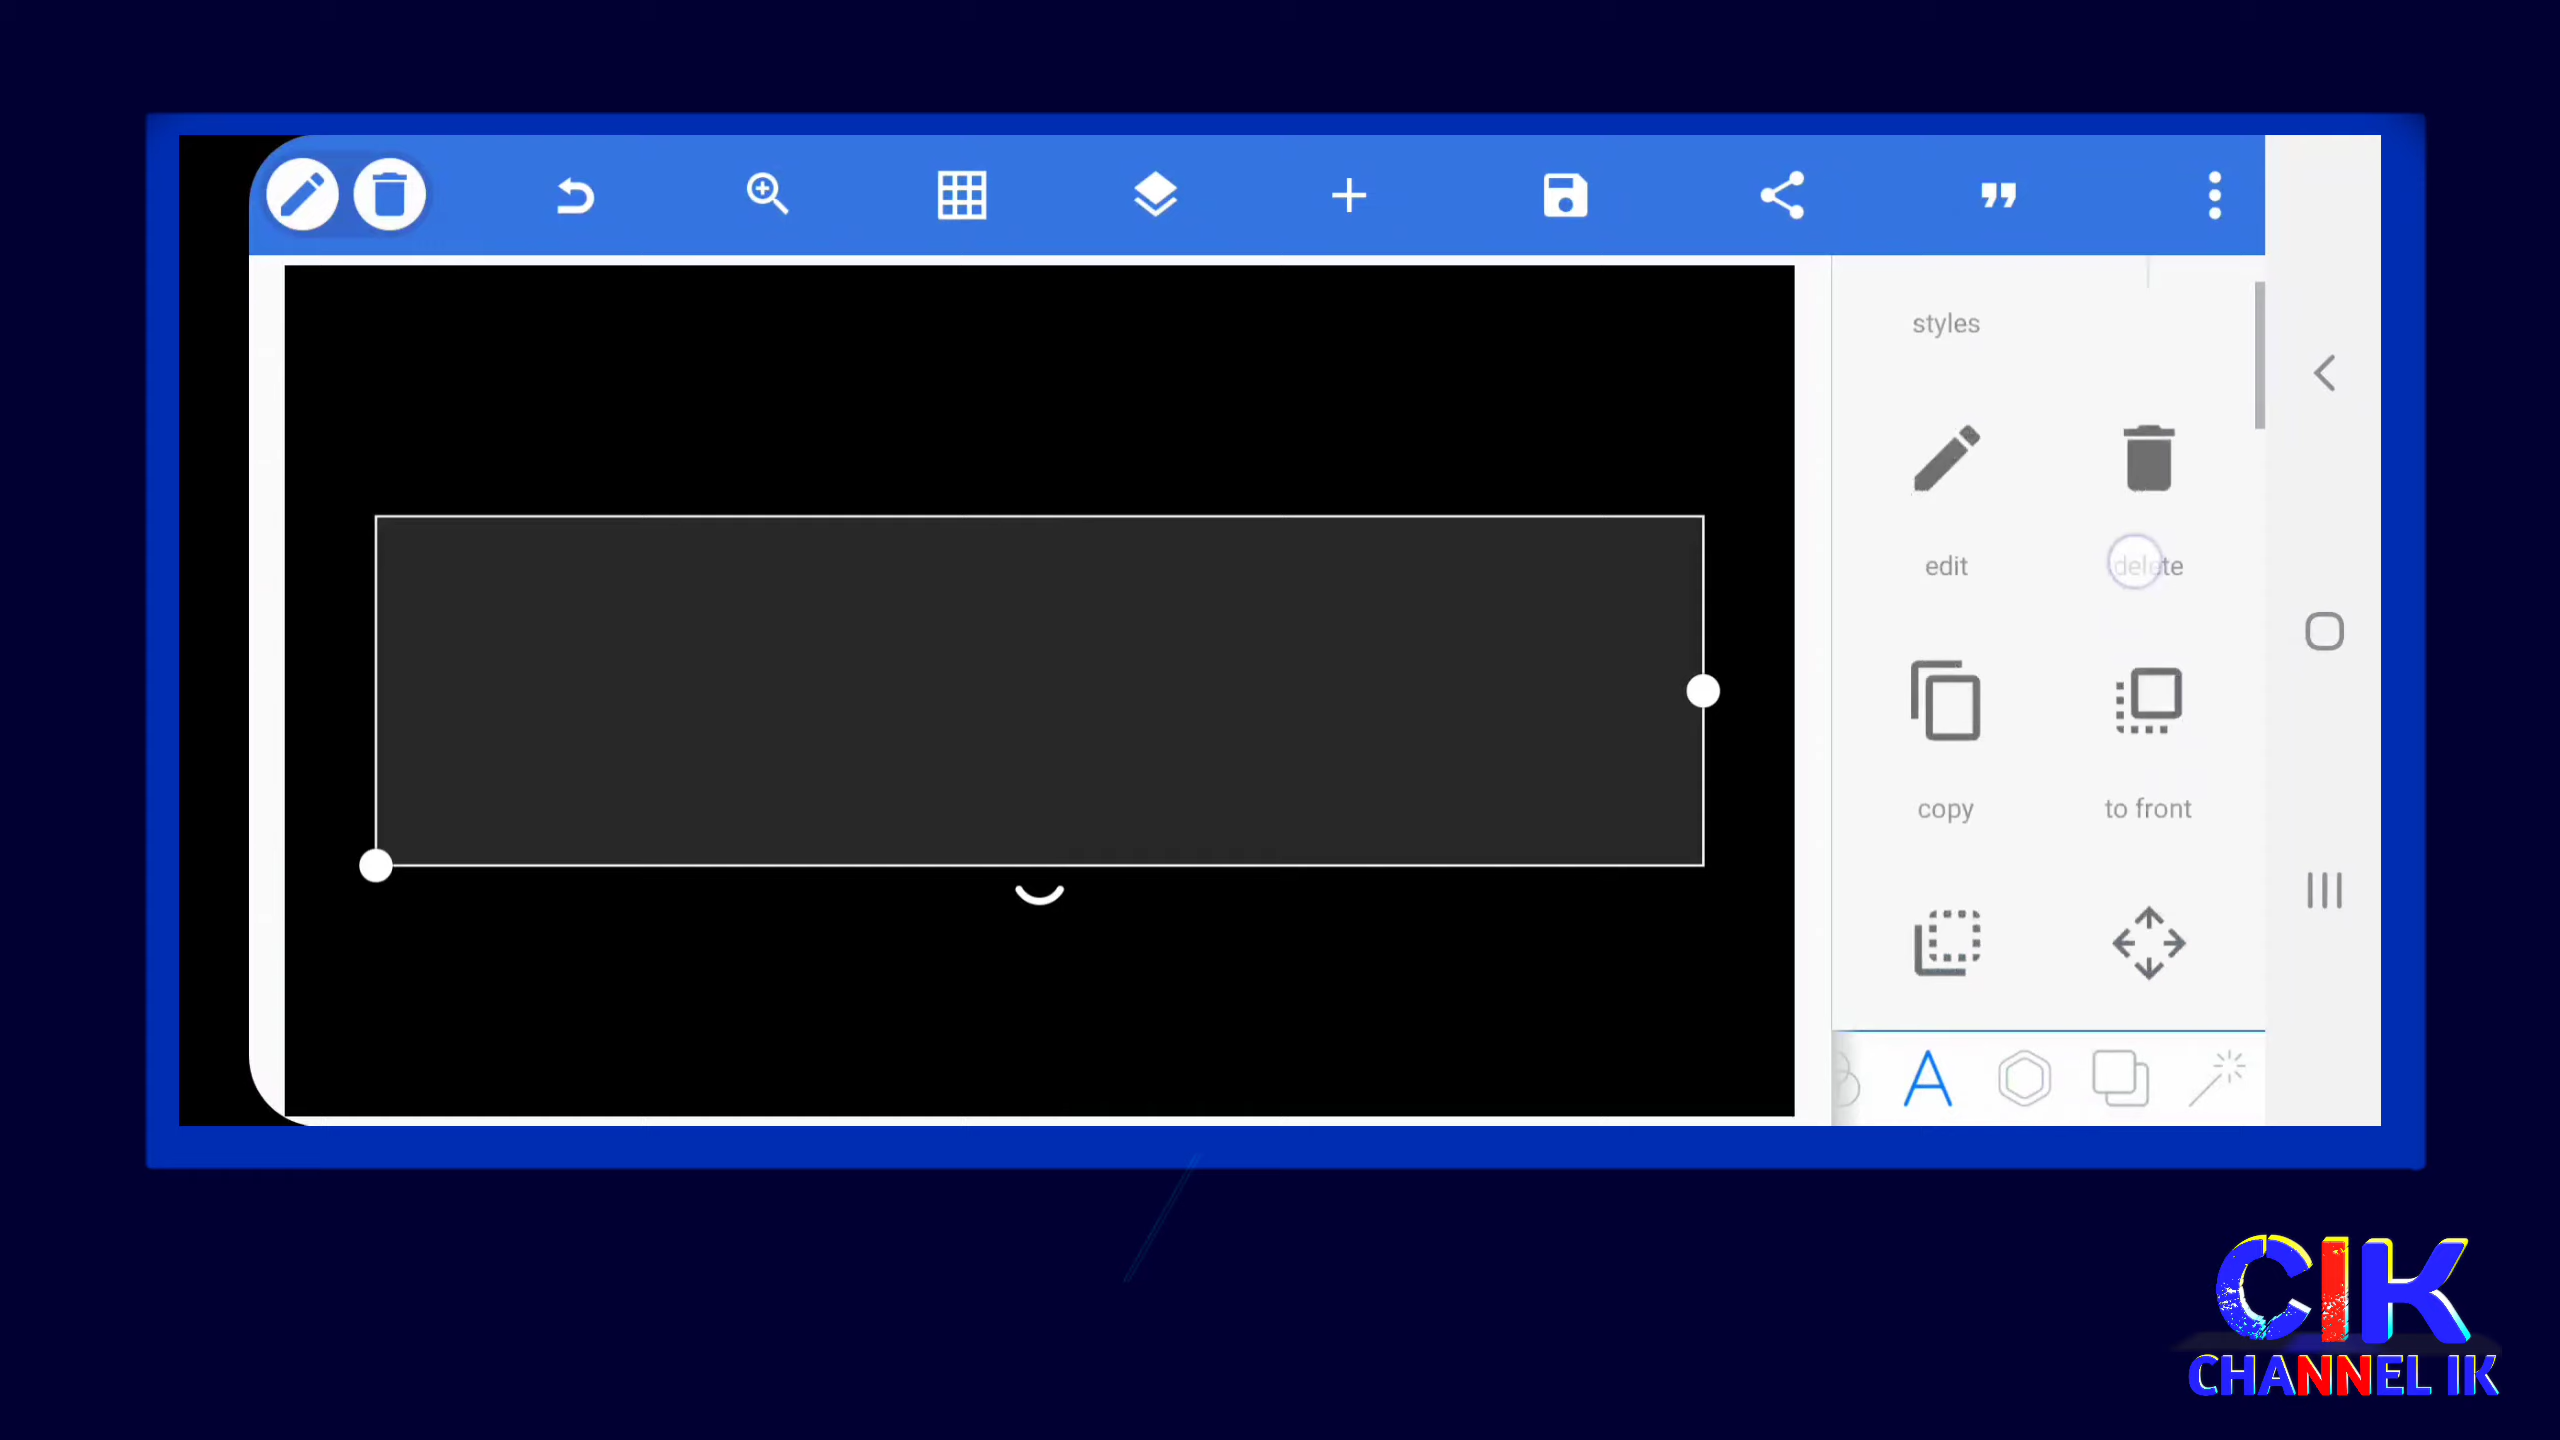 styles
edit
delete
copy
to front
CIK
CHANNEL IK